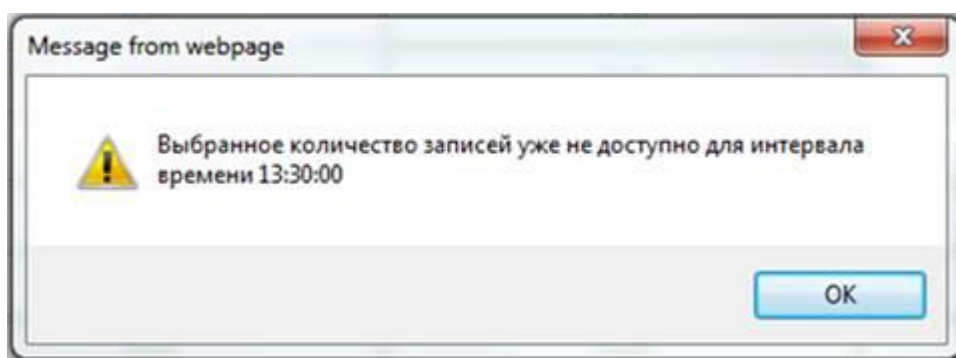 Message from webpage
Выбранное количество записей уже не доступно для интервала
времени 13:30:00
OK